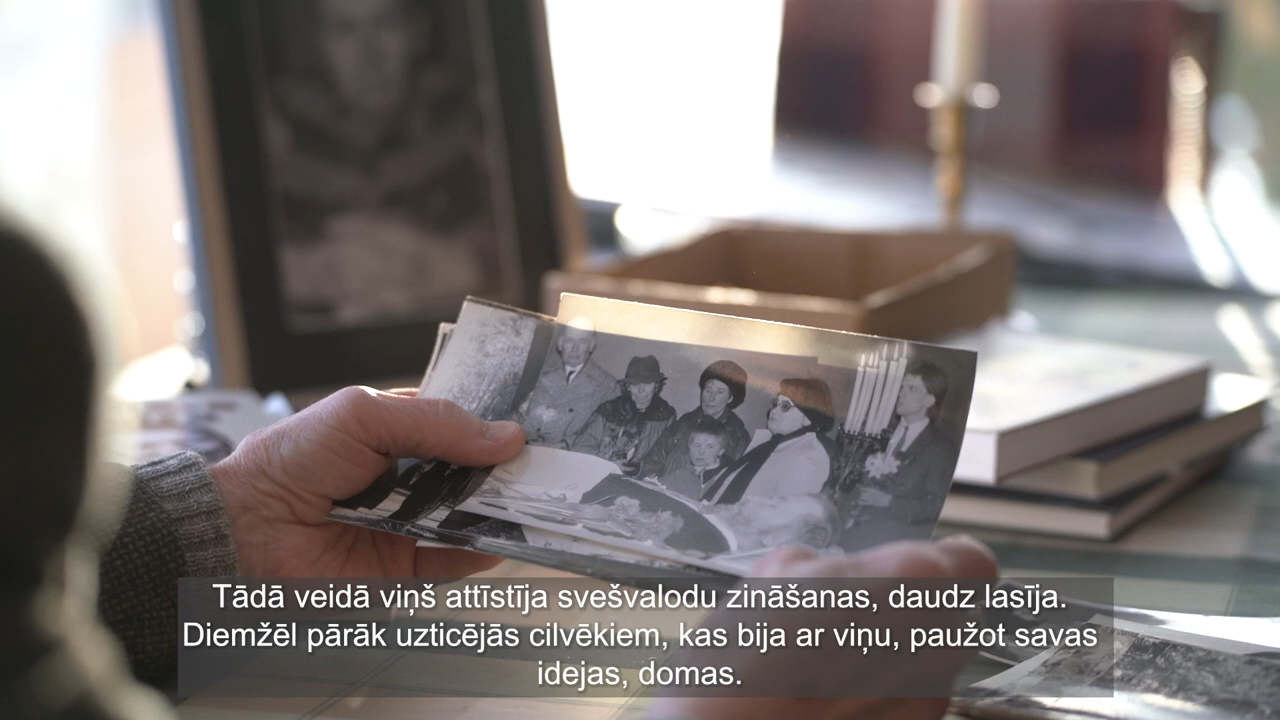 Tādā veidā viņš attīstīja svešvalodu zināšanas, daudz lasīja.
Diemžēl pārāk uzticējās cilvēkiem, kas bija ar viņu, paužot savas
idejas, domas.